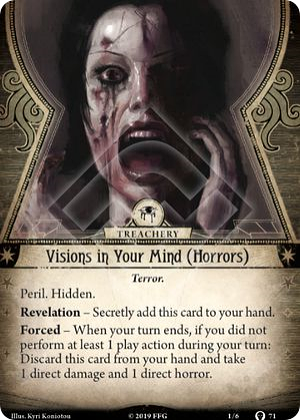 TREACHERY
Visions in Your Mind (Horrors)
Terror.
Peril. Hidden.
Revelation – Secretly add this card to your hand.
Forced – When your turn ends, if you did not
perform at least 1 play action during your turn:
Discard this card from your hand and take
1 direct damage and 1 direct horror.
Illus. Kyri Koniotou
© 2019 FFG
1/6
71